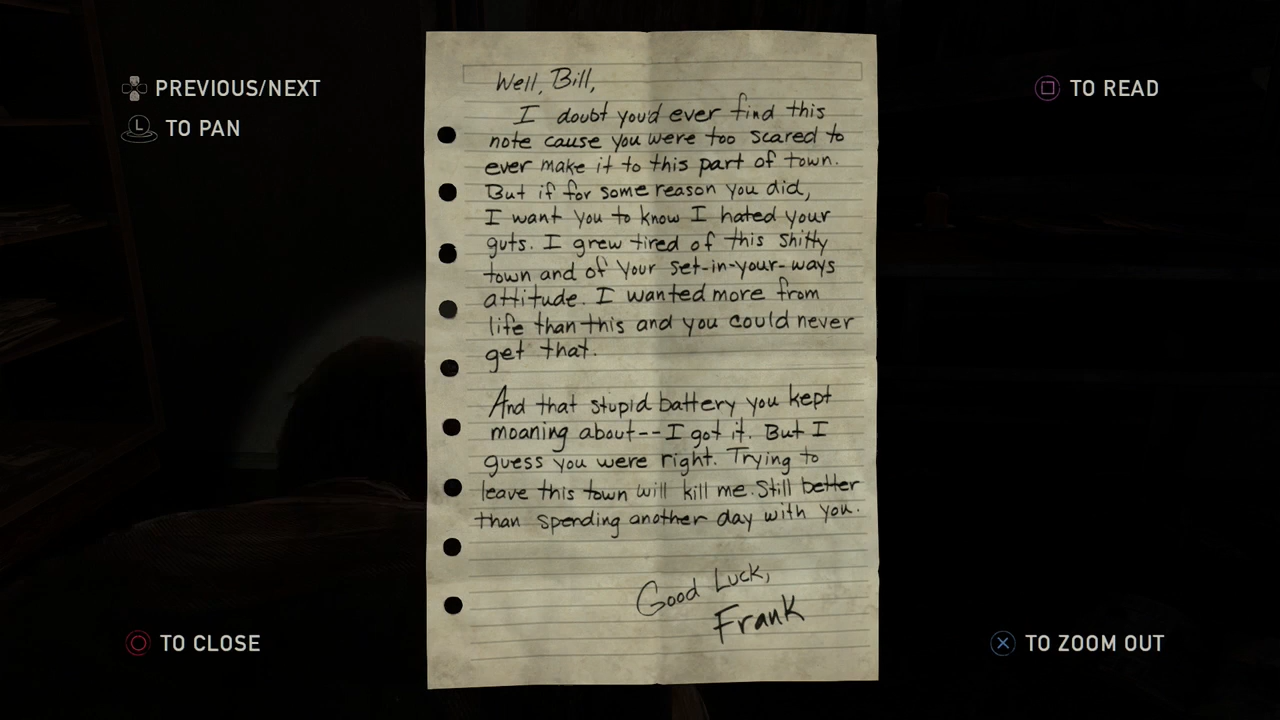 PREVIOUS/NEXT
L TO PAN
TO READ
Well, Bill,
I doubt you'd ever find this
note cause you were too scared to
ever make it to this part of town.
But if for some reason you did,
I want you to know I hated your
guts. I grew tired of this shitty
town and of your set-in-your-ways
attitude. I wanted more from
life than this and you could never
get that.
And that stupid battery you kept
moaning about -- I got it. But I
guess you were right. Trying to
leave this town will kill me. Still better
than spending another day with you.
Good Luck,
Frank
TO CLOSE
TO ZOOM OUT